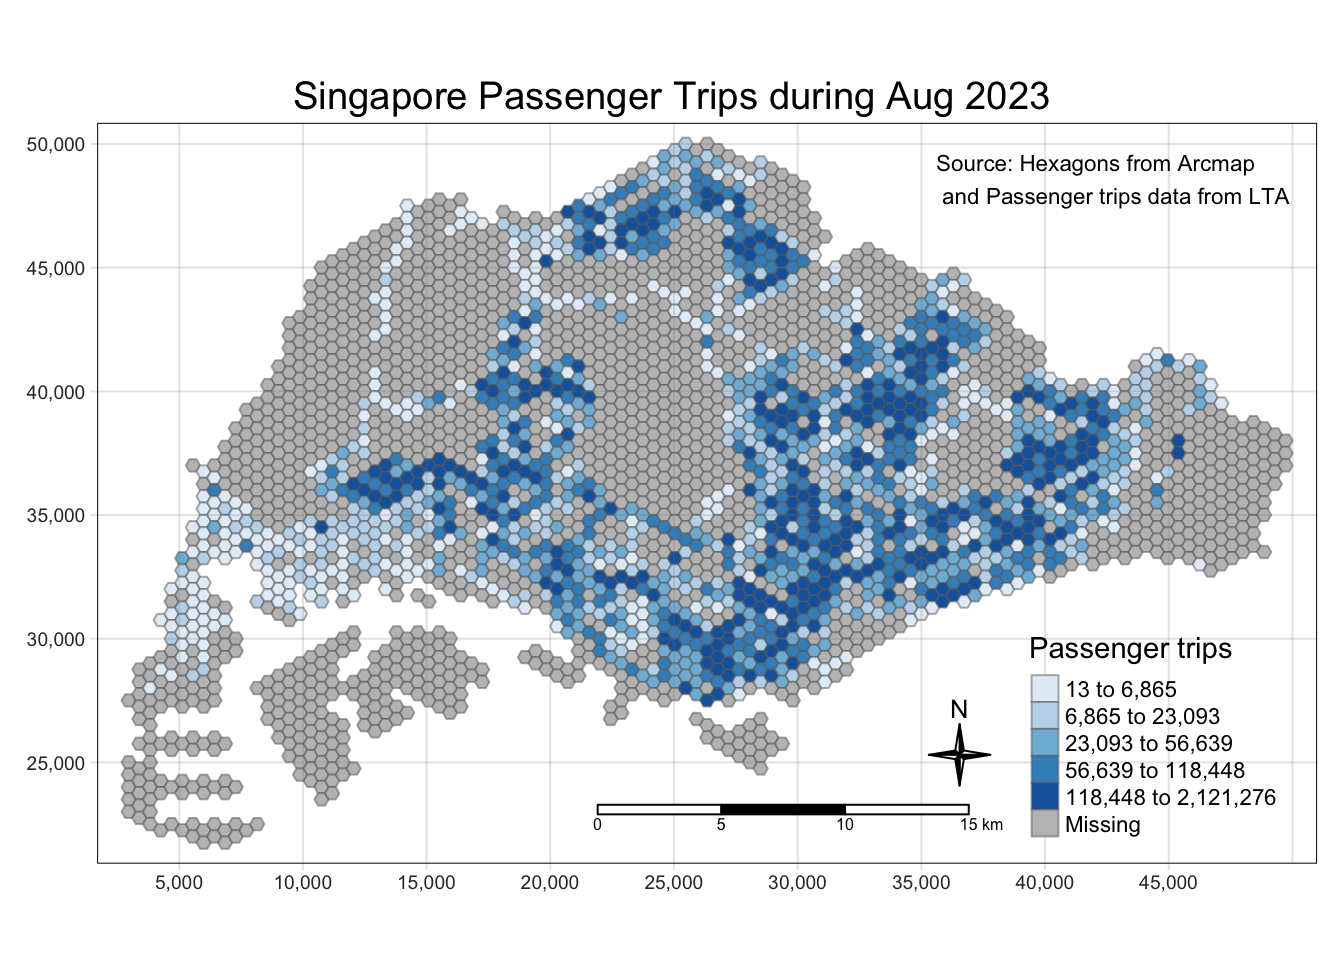 Singapore Passenger Trips during Aug 2023
50,000
45,000
40,000
35,000
30,000
25,000
Source: Hexagons from Arcmap
and Passenger trips data from LTA
Passenger trips
13 to 6,865
6,865 to 23,093
23,093 to 56,639
56,639 to 118,448
118,448 to 2,121,276
Missing
N
0 5 10 15 km
5,000 10,000 15,000 20,000 25,000 30,000 35,000 40,000 45,000